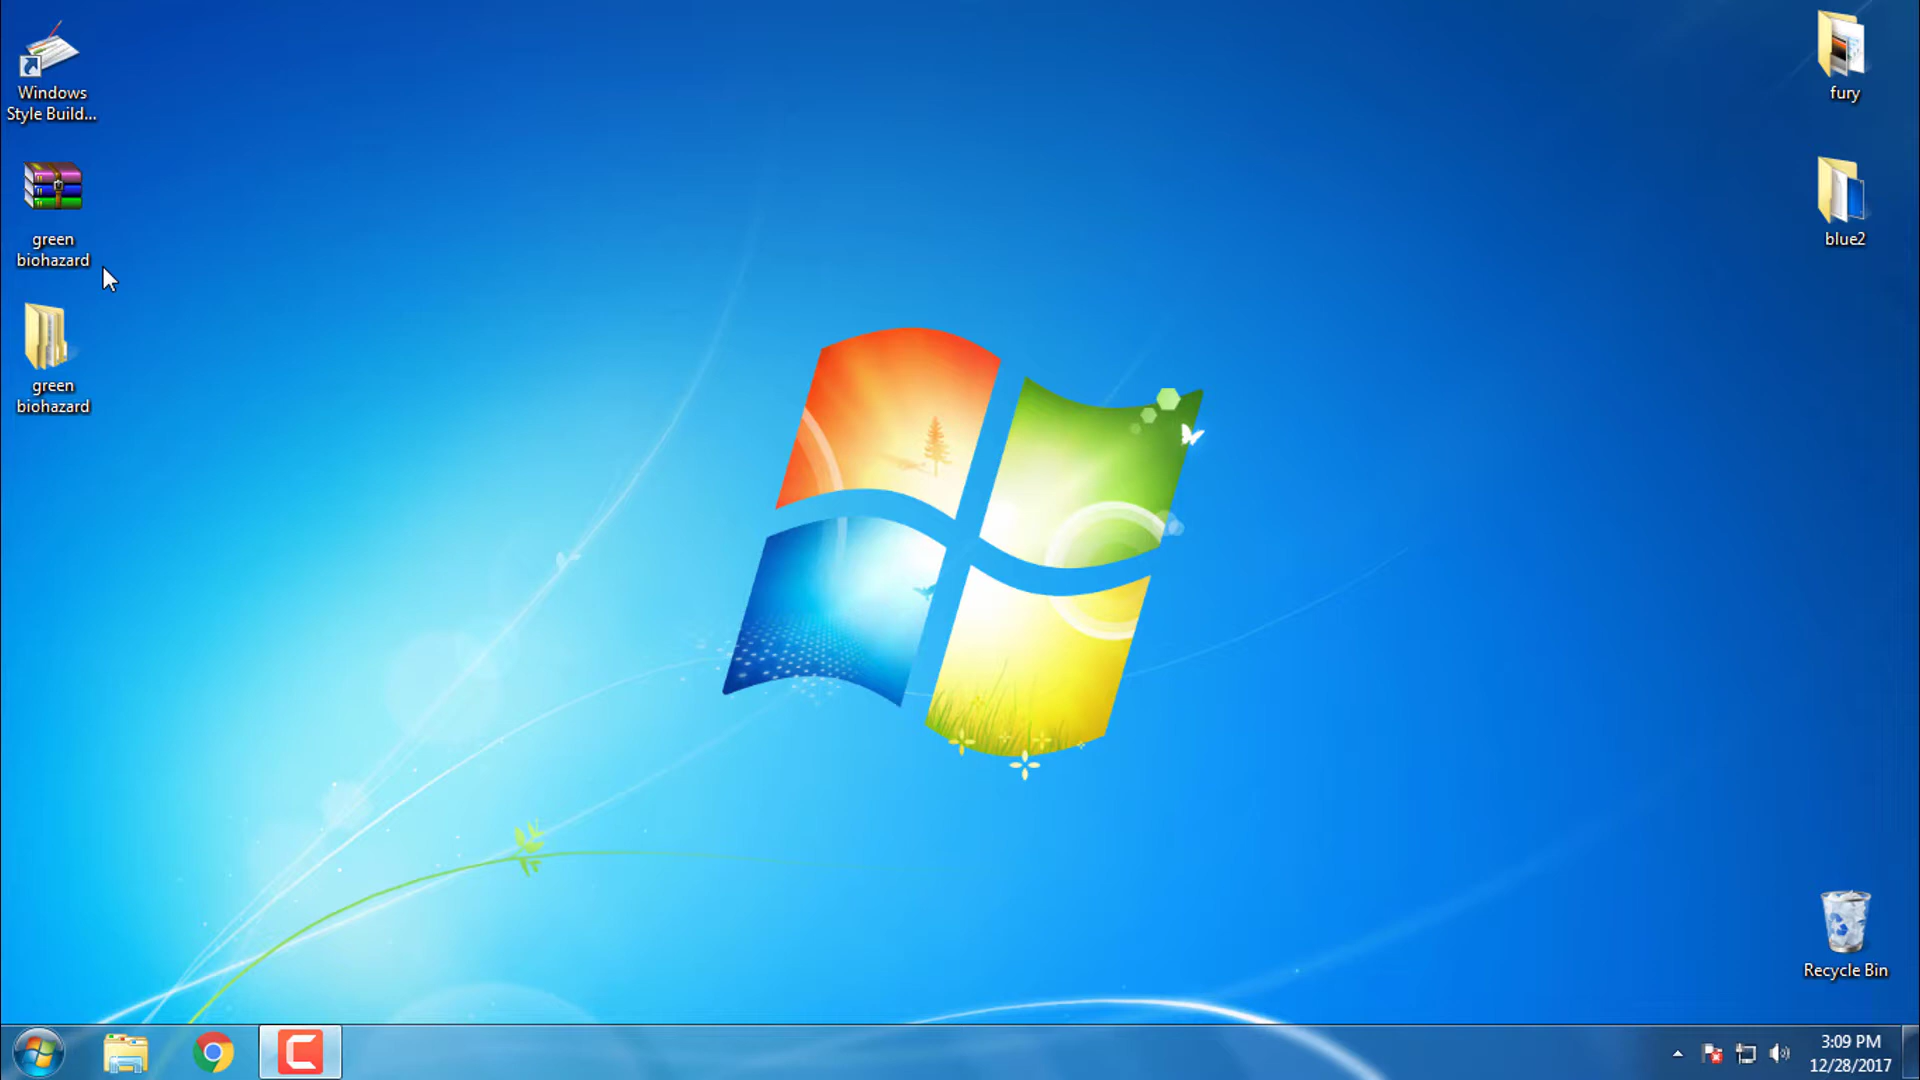 Windows
Style Build...
green
biohazard
green
biohazard
fury
blue2
Recycle Bin
3:09 PM
12/28/2017